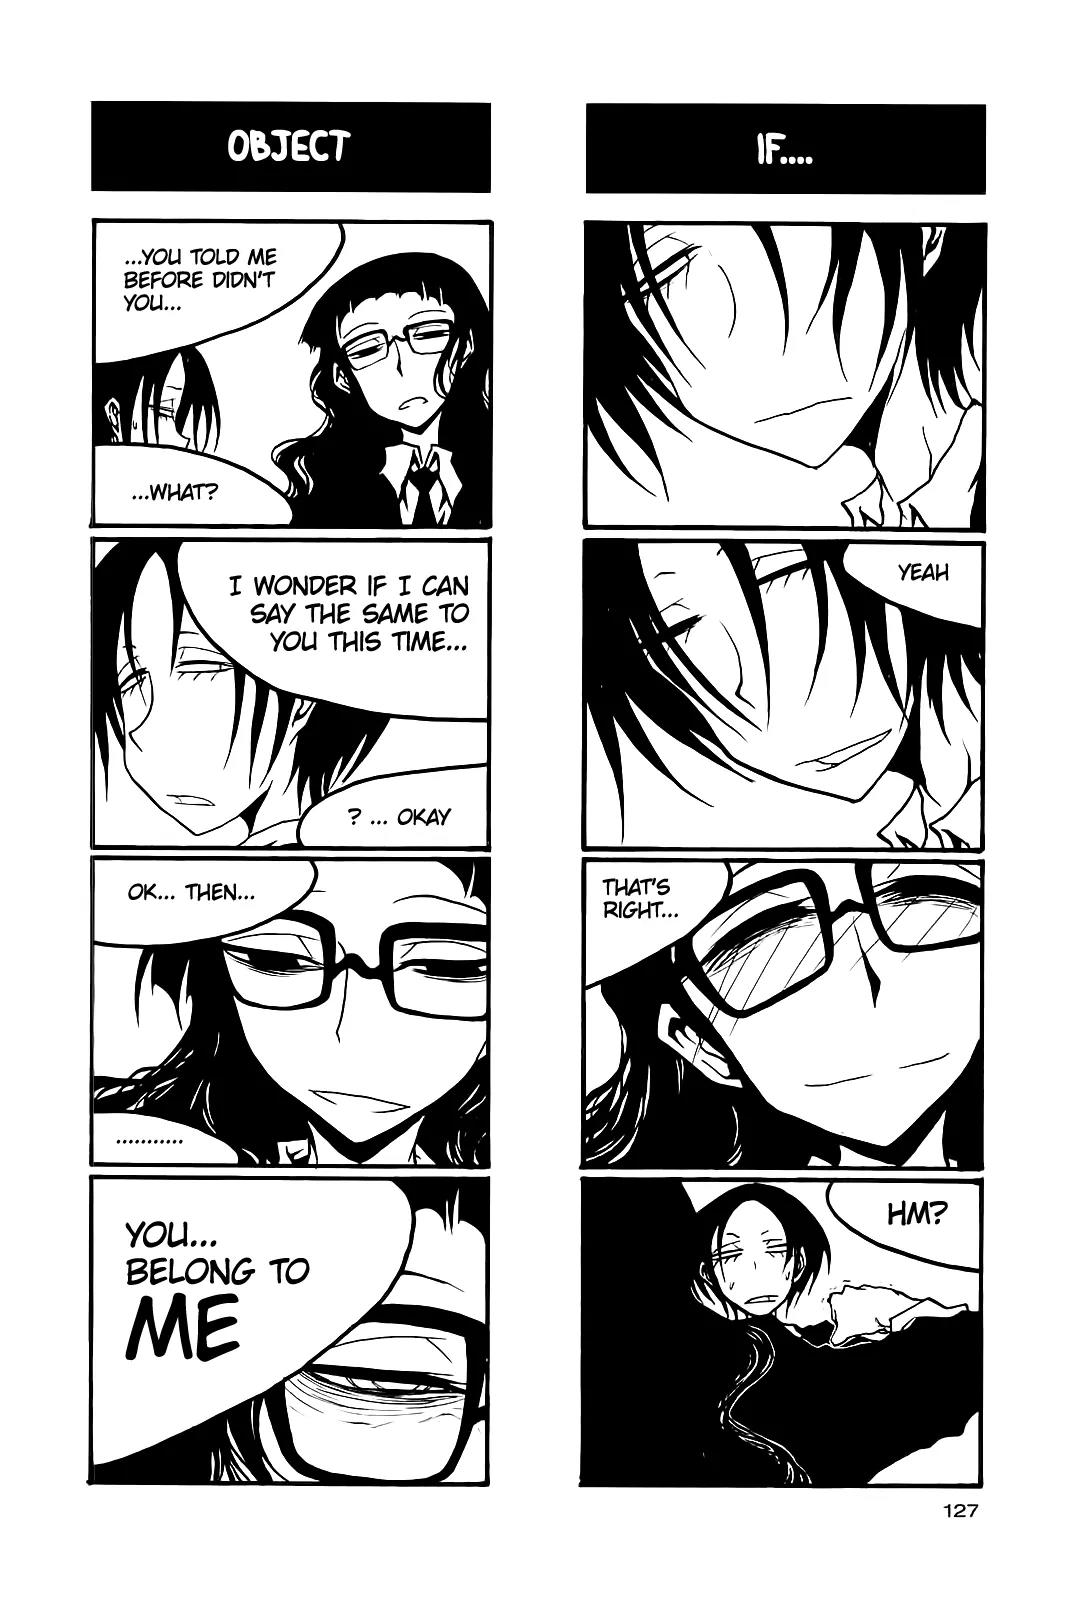 IF....
YEAH
THAT'S
RIGHT...
HM?
OBJECT
...YOU TOLD ME
BEFORE DIDN'T
YOU...
...WHAT?
I WONDER IF I CAN
SAY THE SAME TO
YOU THIS TIME...
? ... OKAY
OK... THEN...
...........
YOU...
BELONG TO
ME
127